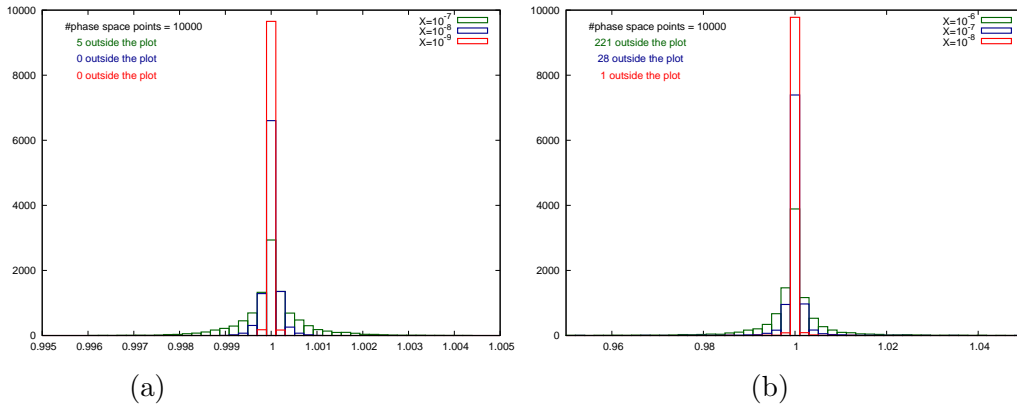 10000
8000
6000
4000
2000
0
#phase space points = 10000
5 outside the plot
0 outside the plot
0 outside the plot
X=10^-7
X=10^-8
X=10^-9
0.995 0.996 0.997 0.998 0.999 1 1.001 1.002 1.003 1.004 1.005
(a)
10000
8000
6000
4000
2000
0
#phase space points = 10000
221 outside the plot
28 outside the plot
1 outside the plot
X=10^-6
X=10^-7
X=10^-8
0.96 0.98 1 1.02 1.04
(b)